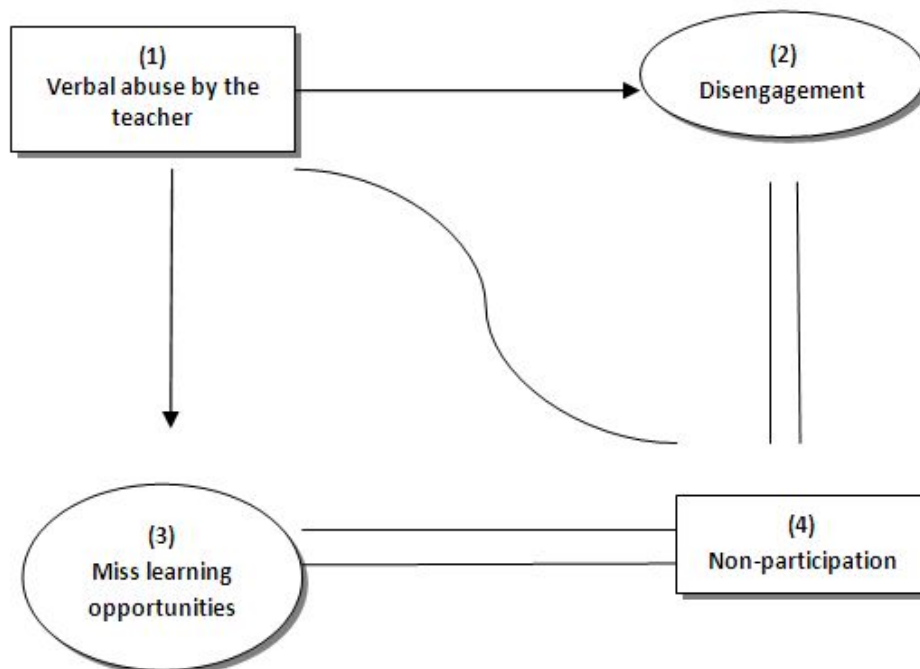 (1)
Verbal abuse by the
teacher
(2)
Disengagement
(3)
Miss learning
opportunities
(4)
Non-participation